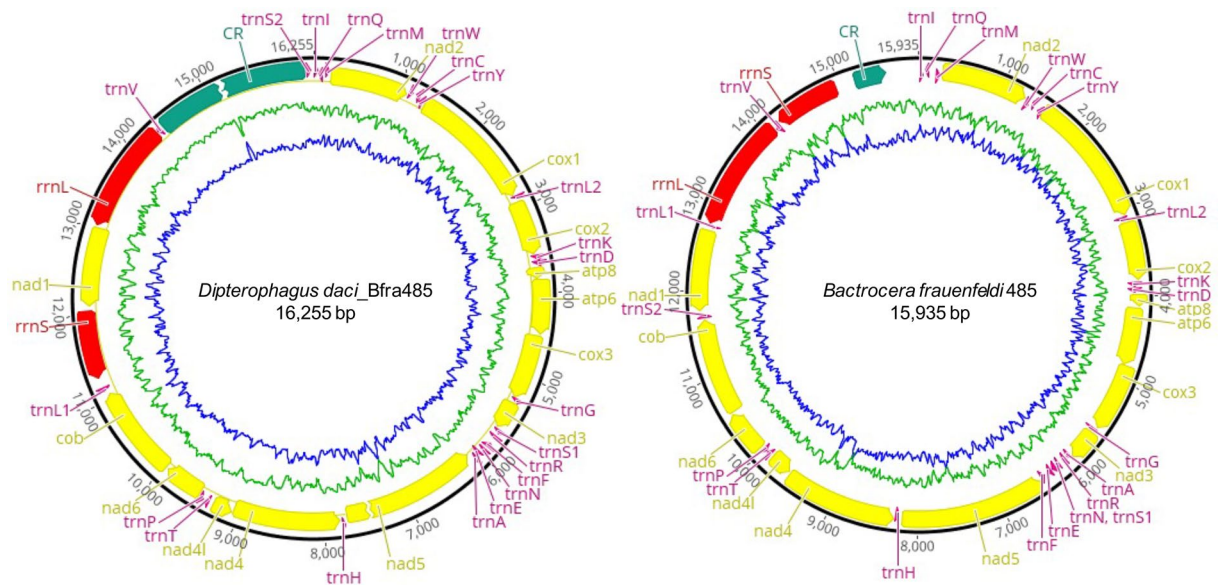 trnS2
trnI
trnQ
trnM
trnW
nad2
trnC
trnY
CR
16,255
1,000
2,000
cox1
trnL2
3,000
cox2
trnK
trnD
atp8
4,000
atp6
cox3
5,000
trnG
nad3
trnS1
6,000
trnR
trnF
trnN
trnE
trnA
7,000
nad5
trnH
8,000
nad4
9,000
nad4l
trnT
trnP
nad6
10,000
cob
11,000
trnL1
rrnS
12,000
nad1
13,000
rrnL
14,000
trnV
15,000
Dipterophagus daci_Bfra485
16,255 bp
trnI
trnQ
trnM
nad2
trnW
trnC
trnY
CR
15,935
1,000
2,000
cox1
3,000
trnL2
cox2
trnK
trnD
4,000
atp8
atp6
cox3
5,000
trnG
nad3
6,000
trnA
trnR
trnN, trnS1
trnE
trnF
7,000
nad5
8,000
trnH
9,000
nad4
nad4l
trnT
trnP
10,000
nad6
11,000
cob
trnS2
12,000
nad1
trnL1
13,000
rrnL
14,000
trnV
rrnS
15,000
Bactrocera frauenfeldi 485
15,935 bp